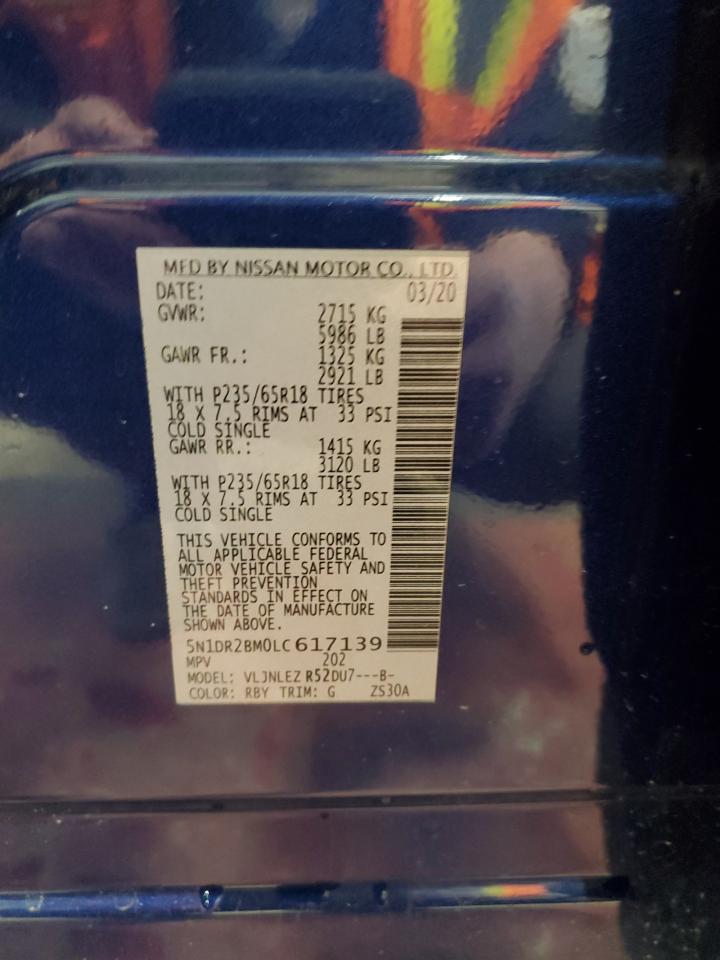 MFD BY NISSAN MOTOR CO., LTD.
DATE: 03/20
GVWR: 2715 KG
5986 LB
GAWR FR.: 1325 KG
2921 LB
WITH P235/65R18 TIRES
18 X 7.5 RIMS AT 33 PSI
COLD SINGLE
GAWR RR.: 1415 KG
3120 LB
WITH P235/65R18 TIRES
18 X 7.5 RIMS AT 33 PSI
COLD SINGLE
THIS VEHICLE CONFORMS TO
ALL APPLICABLE FEDERAL
MOTOR VEHICLE SAFETY AND
THEFT PREVENTION
STANDARDS IN EFFECT ON
THE DATE OF MANUFACTURE
SHOWN ABOVE.
5N1DR2BM0LC617139
MPV 202
MODEL: VLJNLEZ R52DU7---B-
COLOR: RBY TRIM: G ZS30A